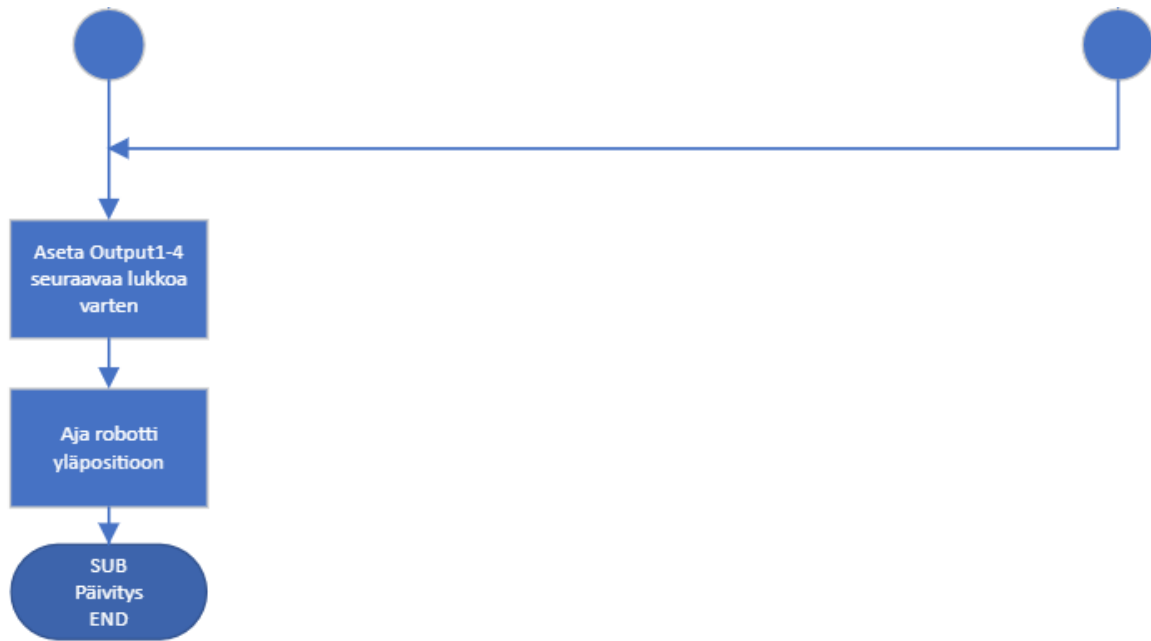 Aseta Output1-4
seuraavaa lukkoa
varten
Aja robotti
yläpositioon
SUB
Päivitys
END